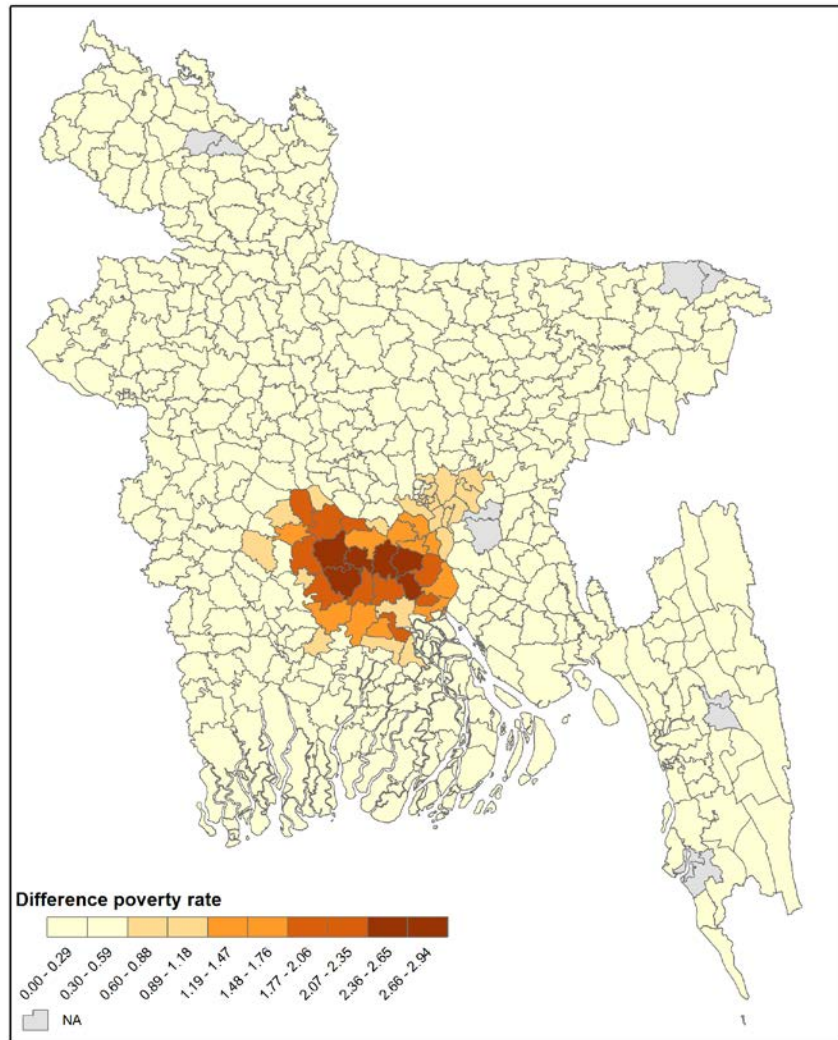 Difference poverty rate
0.00 - 0.29
0.30 - 0.59
0.60 - 0.88
0.89 - 1.18
1.19 - 1.47
1.48 - 1.76
1.77 - 2.06
2.07 - 2.35
2.36 - 2.65
2.66 - 2.94
NA